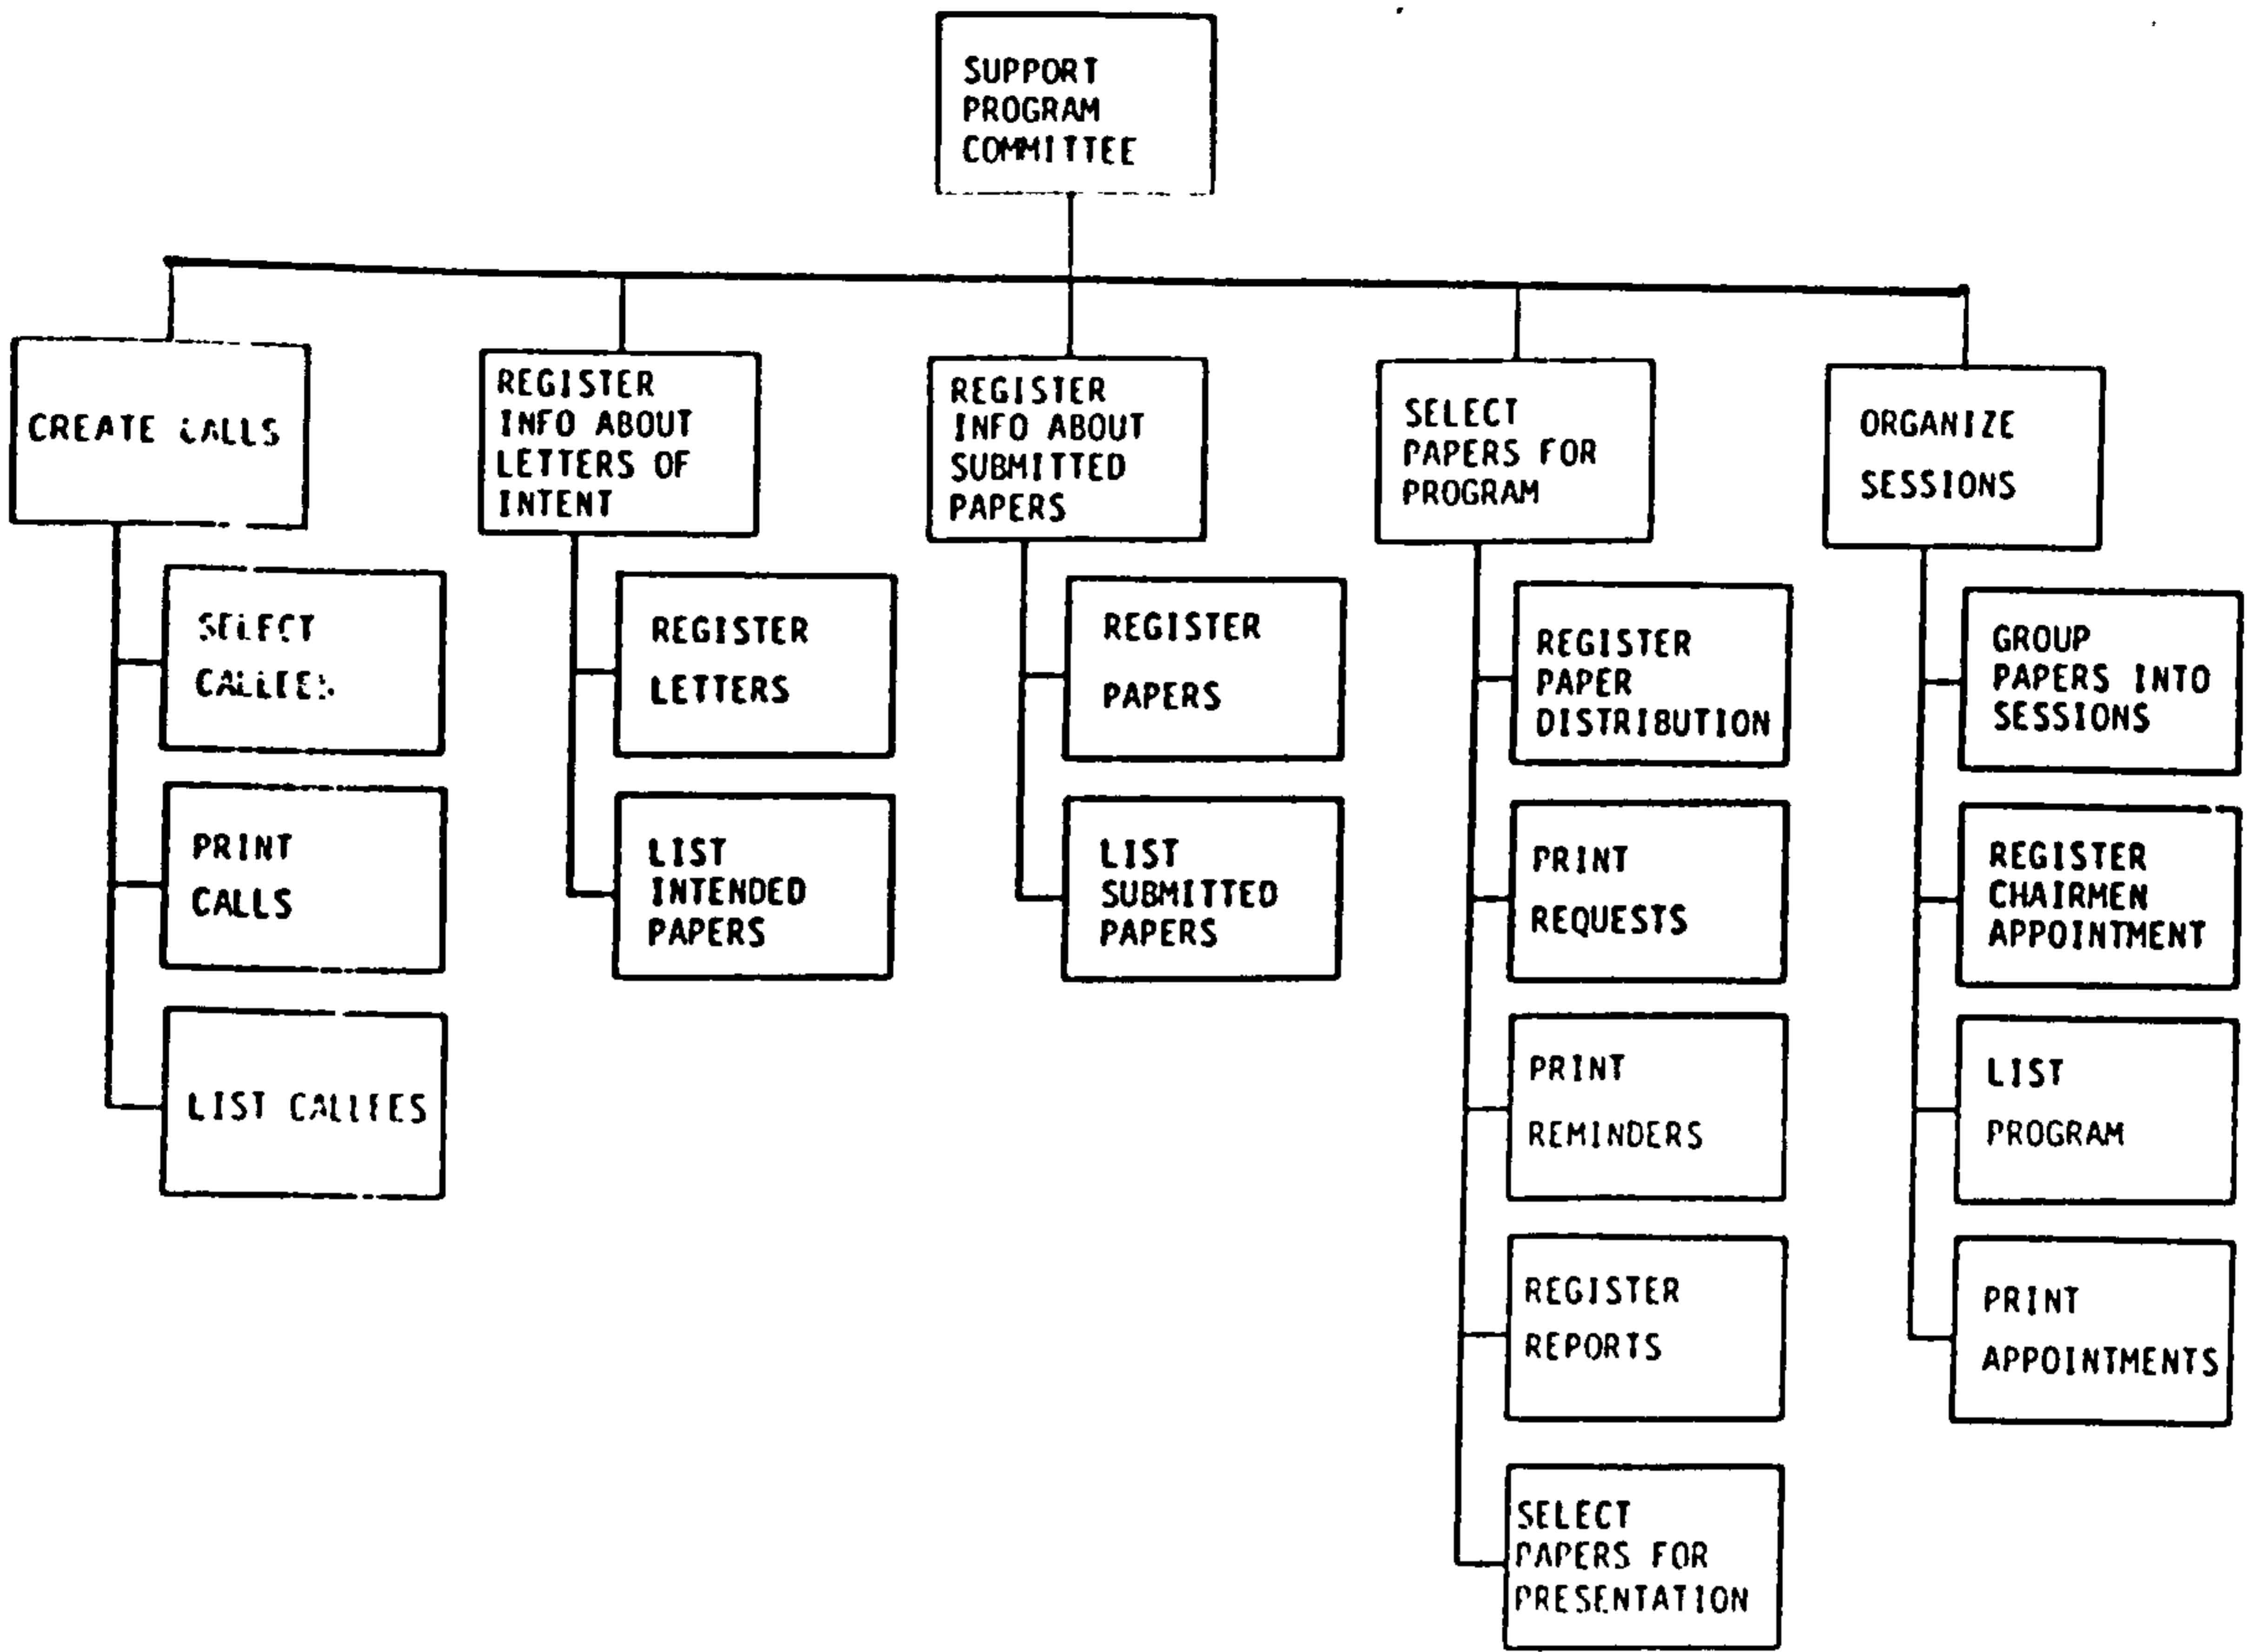 SUPPORT
PROGRAM
COMMITTEE
CREATE CALLS
REGISTER
INFO ABOUT
LETTERS OF
INTENT
REGISTER
INFO ABOUT
SUBMITTED
PAPERS
SELECT
PAPERS FOR
PROGRAM
ORGANIZE
SESSIONS
SELECT
CALLEES
PRINT
CALLS
LIST CALLEES
REGISTER
LETTERS
LIST
INTENDED
PAPERS
REGISTER
PAPERS
LIST
SUBMITTED
PAPERS
REGISTER
PAPER
DISTRIBUTION
PRINT
REQUESTS
PRINT
REMINDERS
REGISTER
REPORTS
SELECT
PAPERS FOR
PRESENTATION
GROUP
PAPERS INTO
SESSIONS
REGISTER
CHAIRMEN
APPOINTMENT
LIST
PROGRAM
PRINT
APPOINTMENTS